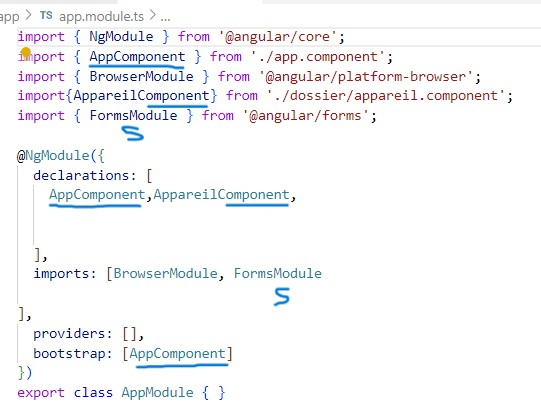 app > TS app.module.ts > ...
import { NgModule } from '@angular/core';
import { AppComponent } from './app.component';
import { BrowserModule } from '@angular/platform-browser';
import{AppareilComponent} from './dossier/appareil.component';
import { FormsModule } from '@angular/forms';
S
@NgModule({
declarations: [
AppComponent,AppareilComponent,
],
imports: [BrowserModule, FormsModule
S
],
providers: [],
bootstrap: [AppComponent]
})
export class AppModule { }